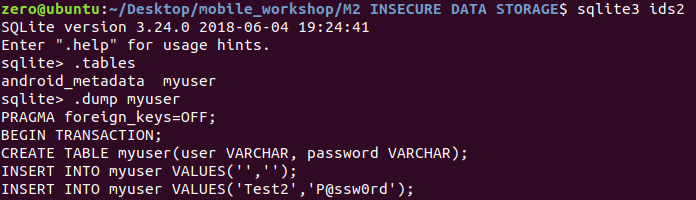 zero@ubuntu:~/Desktop/mobile_workshop/M2 INSECURE DATA STORAGE$ sqlite3 ids2
SQLite version 3.24.0 2018-06-04 19:24:41
Enter ".help" for usage hints.
sqlite> .tables
android_metadata  myuser
sqlite> .dump myuser
PRAGMA foreign_keys=OFF;
BEGIN TRANSACTION;
CREATE TABLE myuser(user VARCHAR, password VARCHAR);
INSERT INTO myuser VALUES('','');
INSERT INTO myuser VALUES('Test2','P@ssw0rd');